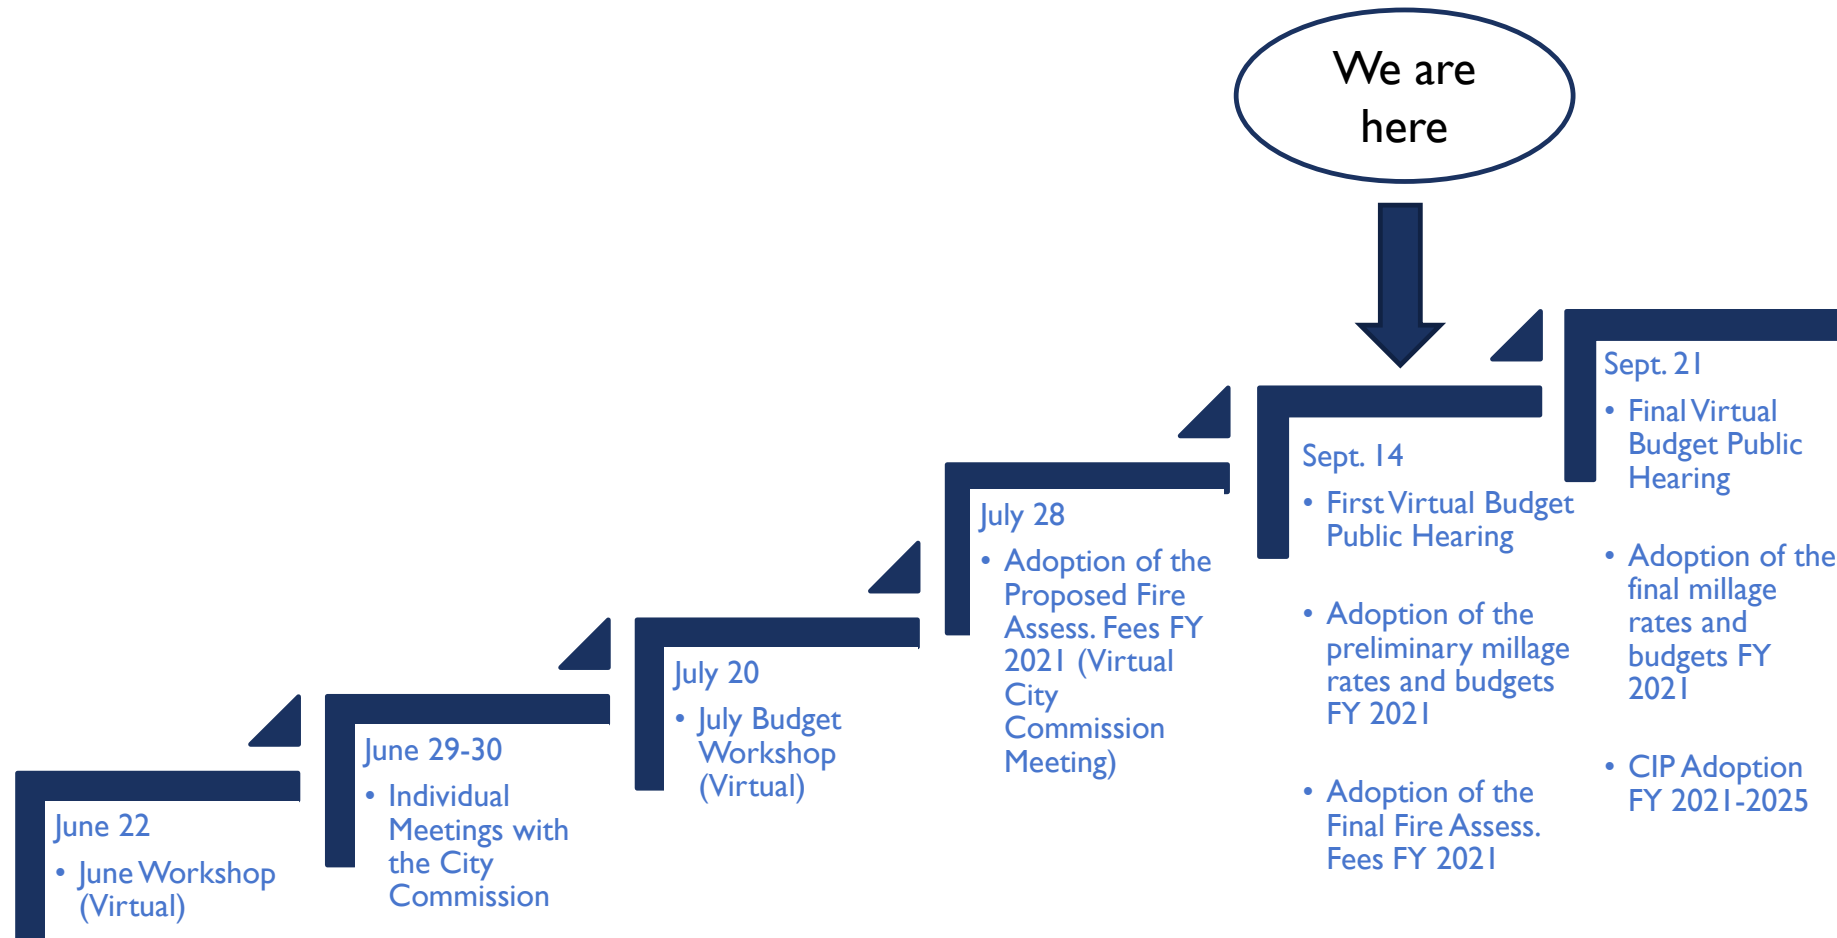 We are
here
June 22
• June Workshop
(Virtual)
June 29-30
• Individual
Meetings with
the City
Commission
July 20
• July Budget
Workshop
(Virtual)
July 28
• Adoption of the
Proposed Fire
Assess. Fees FY
2021 (Virtual
City
Commission
Meeting)
Sept. 14
• First Virtual Budget
Public Hearing
• Adoption of the
preliminary millage
rates and budgets
FY 2021
• Adoption of the
Final Fire Assess.
Fees FY 2021
Sept. 21
• Final Virtual
Budget Public
Hearing
• Adoption of the
final millage
rates and
budgets FY
2021
• CIP Adoption
FY 2021-2025